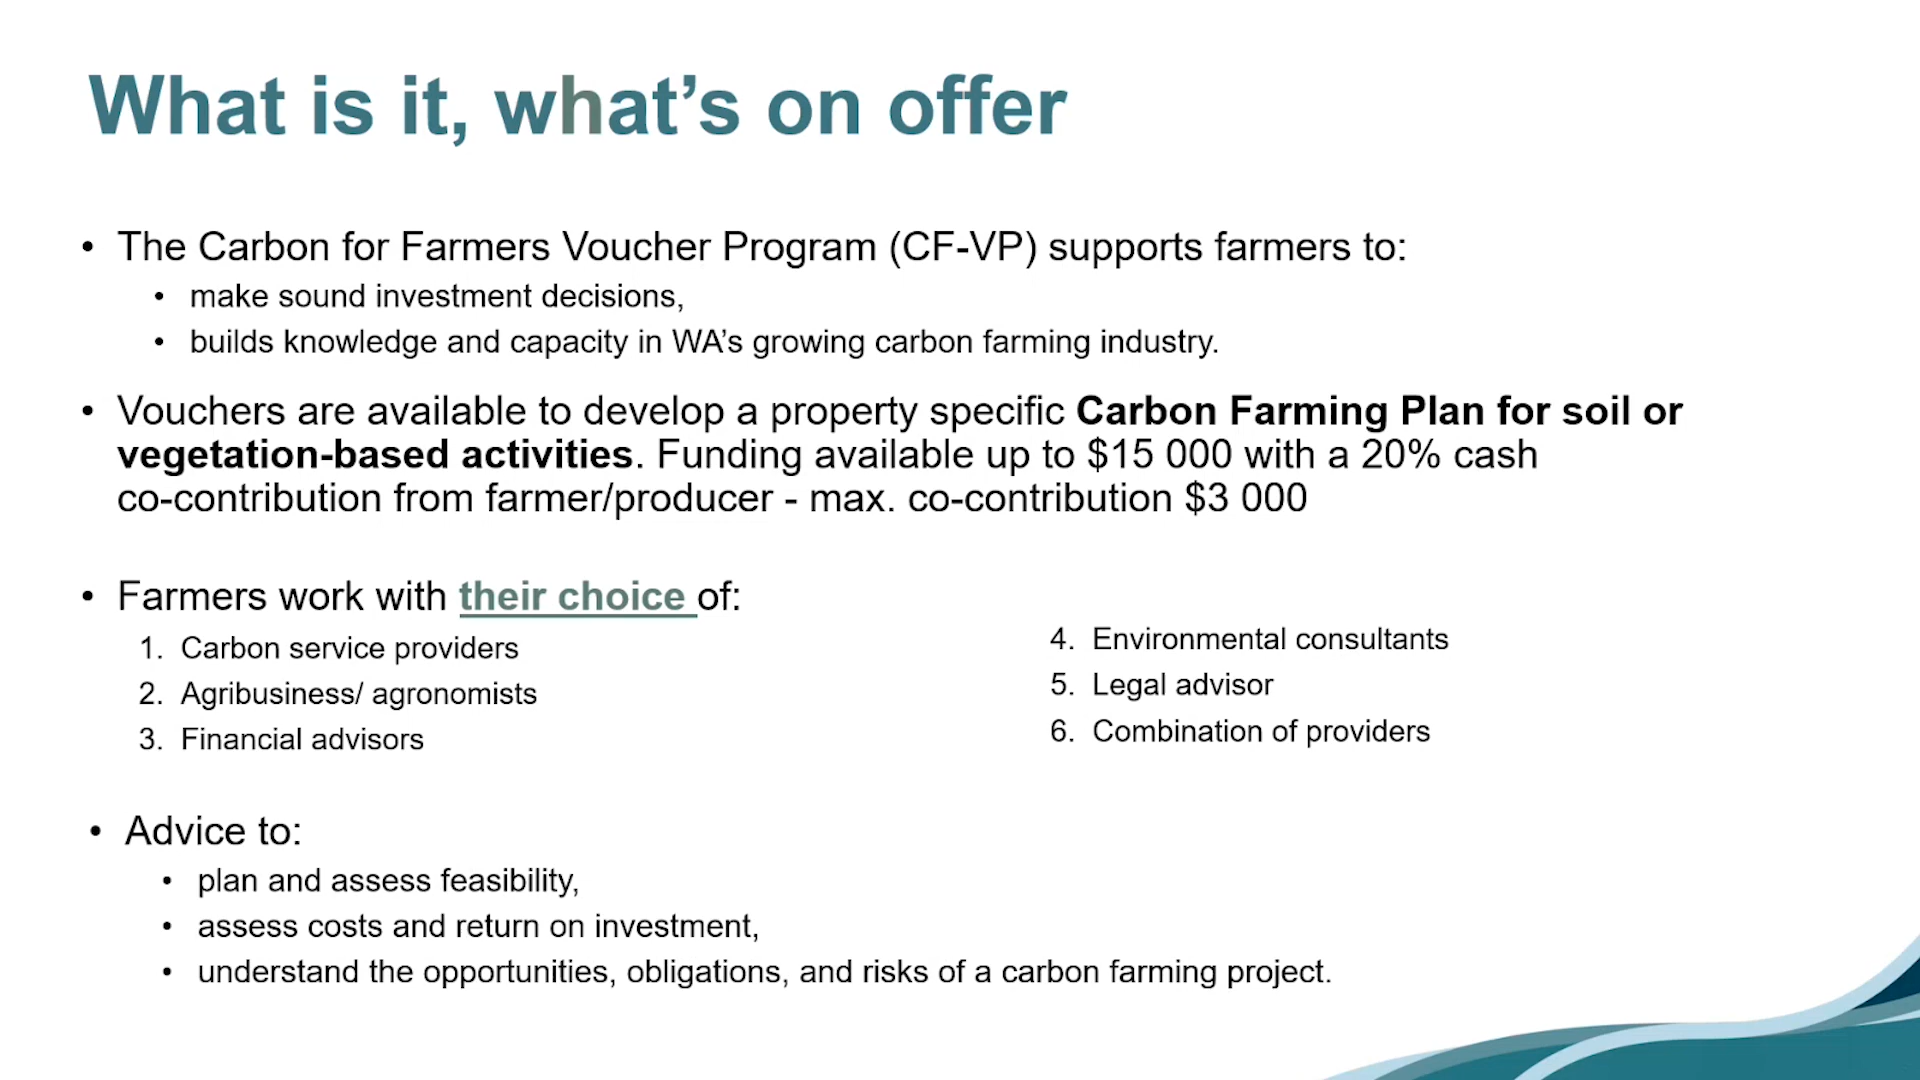 What is it, what’s on offer
• The Carbon for Farmers Voucher Program (CF-VP) supports farmers to:
• make sound investment decisions,
• builds knowledge and capacity in WA’s growing carbon farming industry.
• Vouchers are available to develop a property specific Carbon Farming Plan for soil or
vegetation-based activities. Funding available up to $15 000 with a 20% cash
co-contribution from farmer/producer - max. co-contribution $3 000
• Farmers work with their choice of:
1. Carbon service providers
2. Agribusiness/ agronomists
3. Financial advisors
4. Environmental consultants
5. Legal advisor
6. Combination of providers
• Advice to:
• plan and assess feasibility,
• assess costs and return on investment,
• understand the opportunities, obligations, and risks of a carbon farming project.